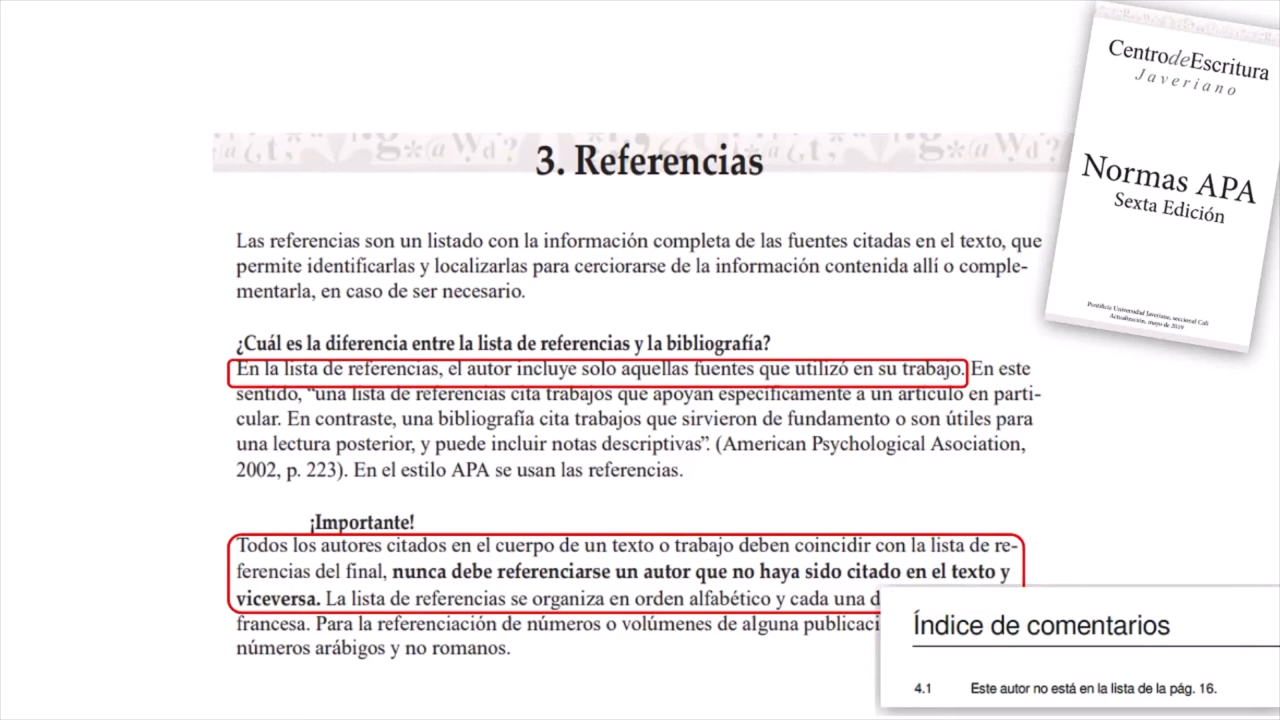 3. Referencias
Las referencias son un listado con la información completa de las fuentes citadas en el texto, que
permite identificarlas y localizarlas para cerciorarse de la información contenida allí o comple-
mentarla, en caso de ser necesario.
¿Cuál es la diferencia entre la lista de referencias y la bibliografía?
En la lista de referencias, el autor incluye solo aquellas fuentes que utilizó en su trabajo. En este
sentido, “una lista de referencias cita trabajos que apoyan específicamente a un artículo en parti-
cular. En contraste, una bibliografía cita trabajos que sirvieron de fundamento o son útiles para
una lectura posterior, y puede incluir notas descriptivas”. (American Psychological Asociation,
2002, p. 223). En el estilo APA se usan las referencias.
¡Importante!
Todos los autores citados en el cuerpo de un texto o trabajo deben coincidir con la lista de re-
ferencias del final, nunca debe referenciarse un autor que no haya sido citado en el texto y
viceversa. La lista de referencias se organiza en orden alfabético y cada una
francesa. Para la referenciación de números o volúmenes de alguna
números arábigos y no romanos.
CentrodeEscritura
Javeriano
Normas APA
Sexta Edición
Pontificia Universidad Javeriana, seccional Cali
Actualización, mayo de 2019
Índice de comentarios
4.1 Este autor no está en la lista de la pág. 16.